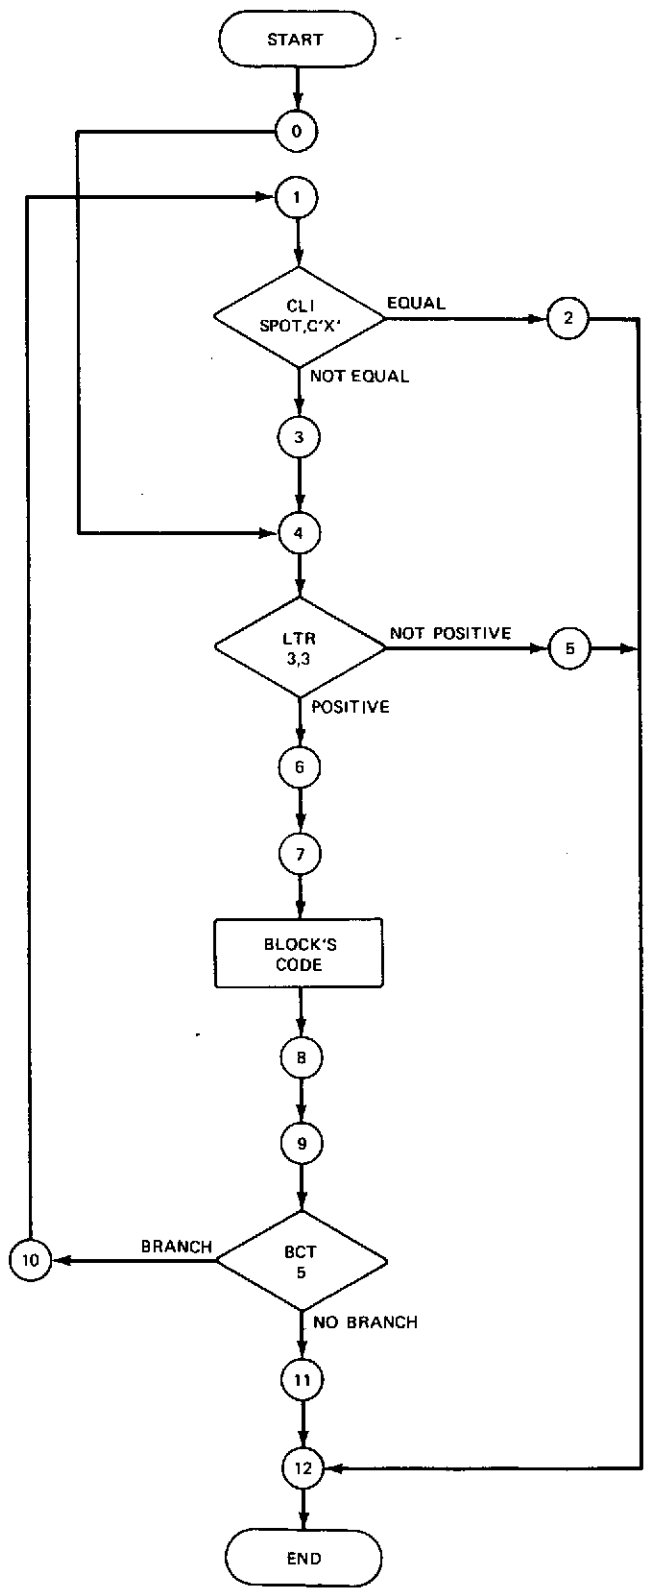 START
0
1
CLI
SPOT,C'X'
EQUAL
2
NOT EQUAL
3
4
LTR
3,3
NOT POSITIVE
5
POSITIVE
6
7
BLOCK'S
CODE
8
9
BRANCH
10
BCT
5
NO BRANCH
11
12
END